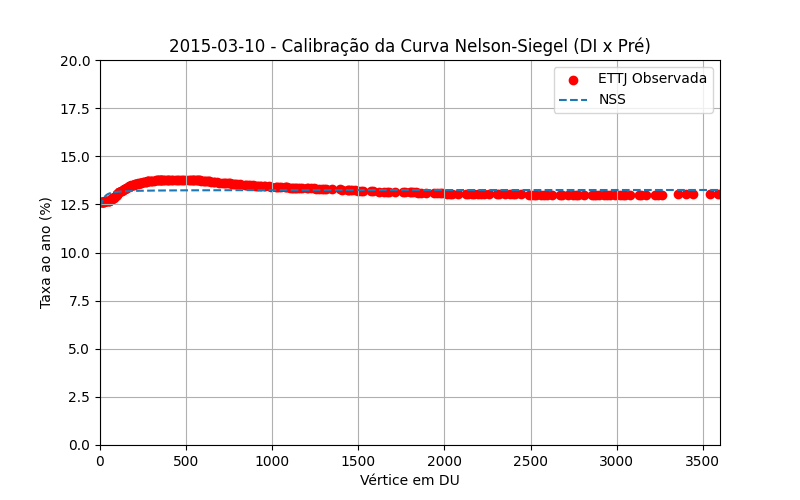 2015-03-10 - Calibração da Curva Nelson-Siegel (DI x Pré)
ETTJ Observada
NSS
Taxa ao ano (%)
20.0
17.5
15.0
12.5
10.0
7.5
5.0
2.5
0.0
0 500 1000 1500 2000 2500 3000 3500
Vértice em DU